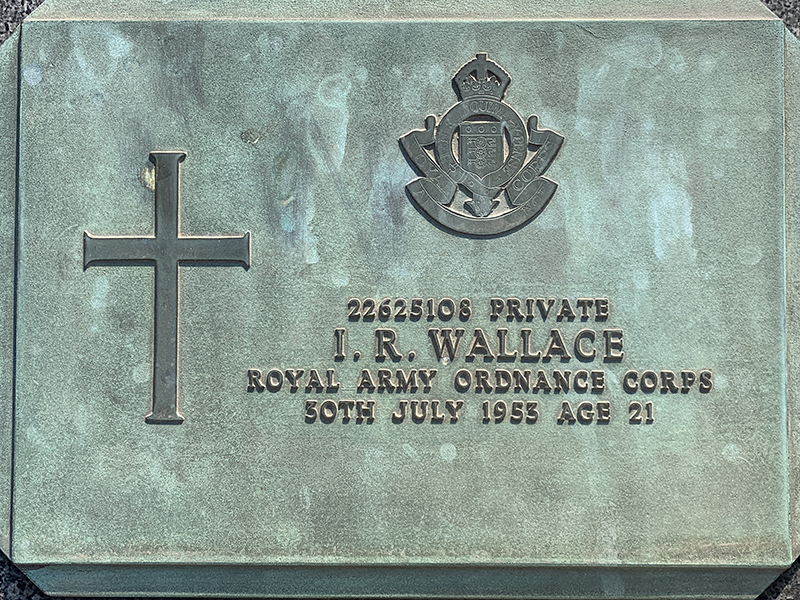 22625108 PRIVATE
I. R. WALLACE
ROYAL ARMY ORDNANCE CORPS
30TH JULY 1953 AGE 21